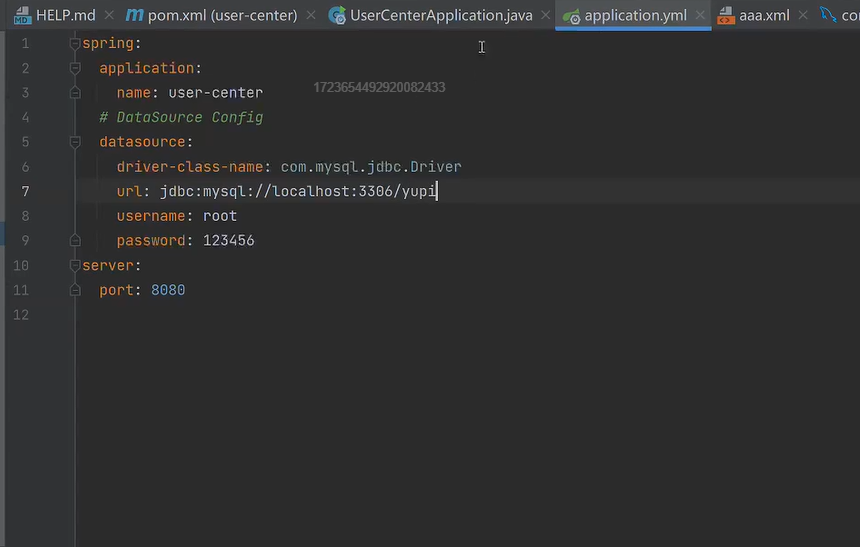 HELP.md pom.xml (user-center) UserCenterApplication.java application.yml aaa.xml
1 spring:
2 application:
3 name: user-center
1723654492920082433
4 # DataSource Config
5 datasource:
6 driver-class-name: com.mysql.jdbc.Driver
7 url: jdbc:mysql://localhost:3306/yupi
8 username: root
9 password: 123456
10 server:
11 port: 8080
12